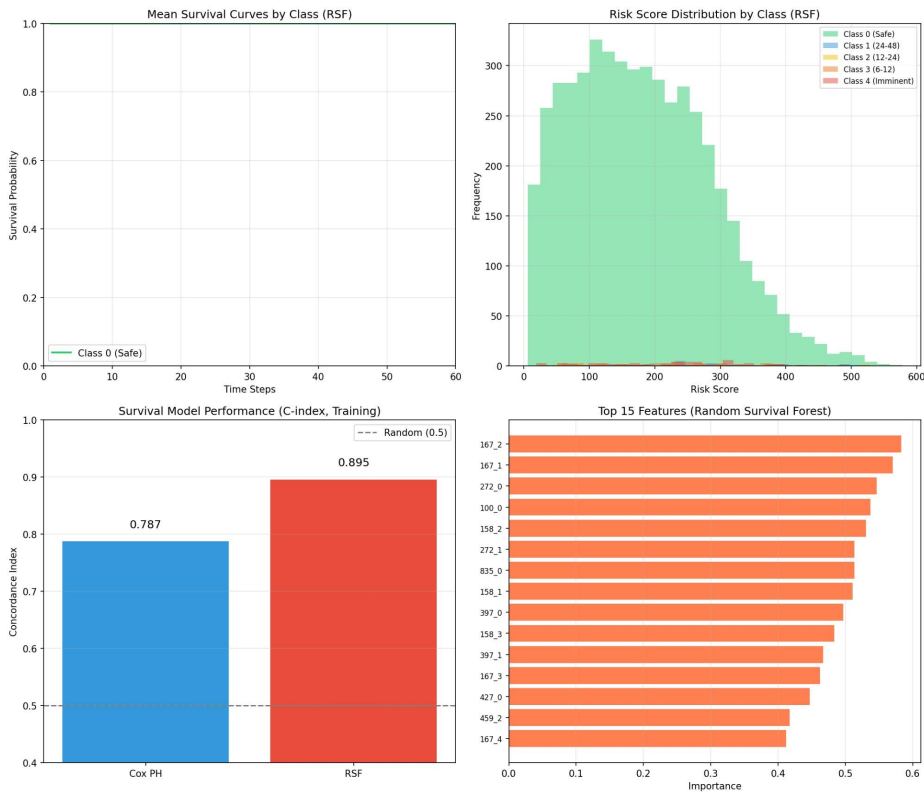 Mean Survival Curves by Class (RSF)
1.0
0.8
0.6
0.4
0.2
0.0
Survival Probability
Class 0 (Safe)
0 10 20 30 40 50 60
Time Steps
Risk Score Distribution by Class (RSF)
Class 0 (Safe)
Class 1 (24-48)
Class 2 (12-24)
Class 3 (6-12)
Class 4 (Imminent)
300
250
200
150
100
50
0
Frequency
0 100 200 300 400 500 600
Risk Score
Survival Model Performance (C-index, Training)
1.0
0.9
0.8
0.7
0.6
0.5
0.4
Concordance Index
Random (0.5)
0.787
0.895
Cox PH RSF
Top 15 Features (Random Survival Forest)
167_2
167_1
272_0
100_0
158_2
272_1
835_0
158_1
397_0
158_3
397_1
167_3
427_0
459_2
167_4
0.0 0.1 0.2 0.3 0.4 0.5 0.6
Importance